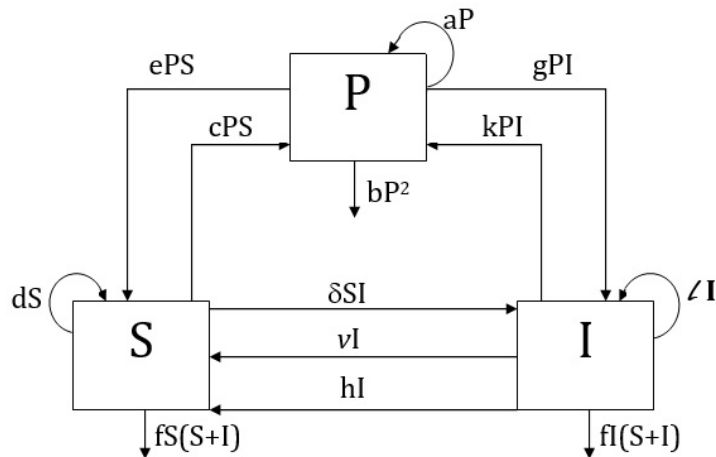 aP
ePS
P
gPI
cPS
kPI
bP²
dS
S
δSI
I
ℓI
νI
hI
fS(S+I)
fI(S+I)